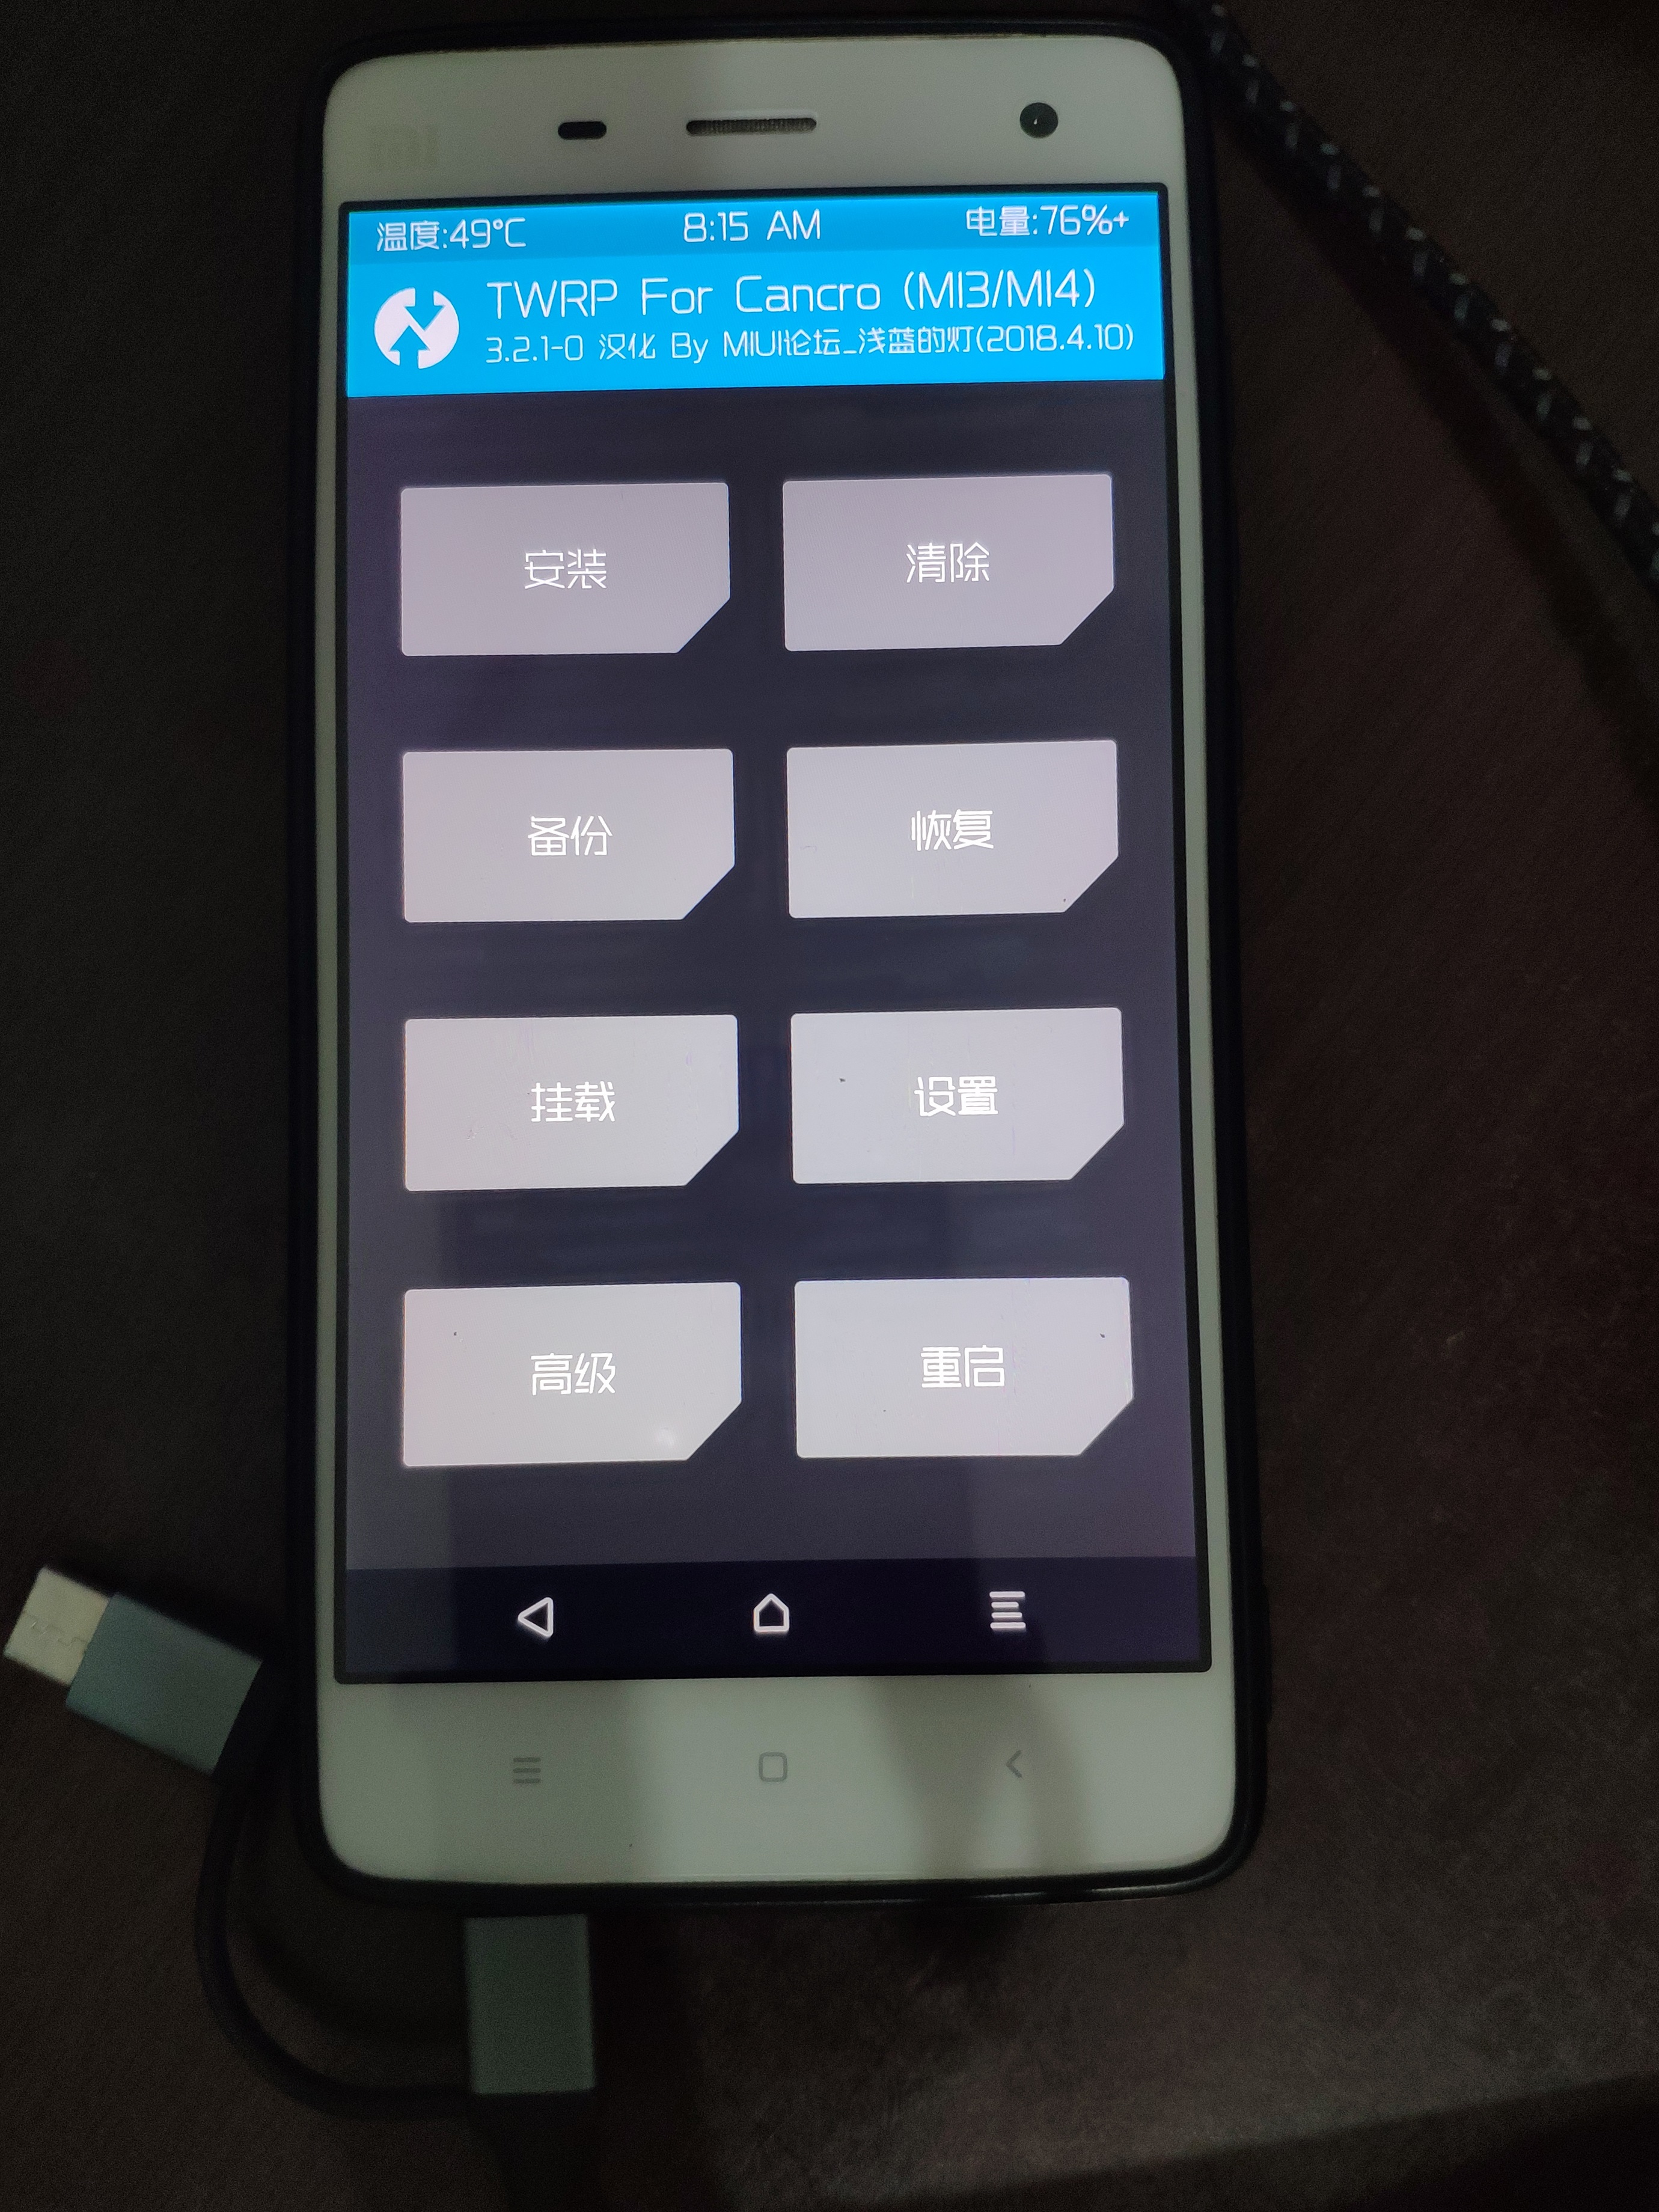 MI
温度:49°C 8:15 AM 电量:76%+
TWRP For Cancro (MI3/MI4)
3.2.1-0 汉化 By MIUI论坛_浅蓝的灯(2018.4.10)
安装 清除
备份 恢复
挂载 设置
高级 重启